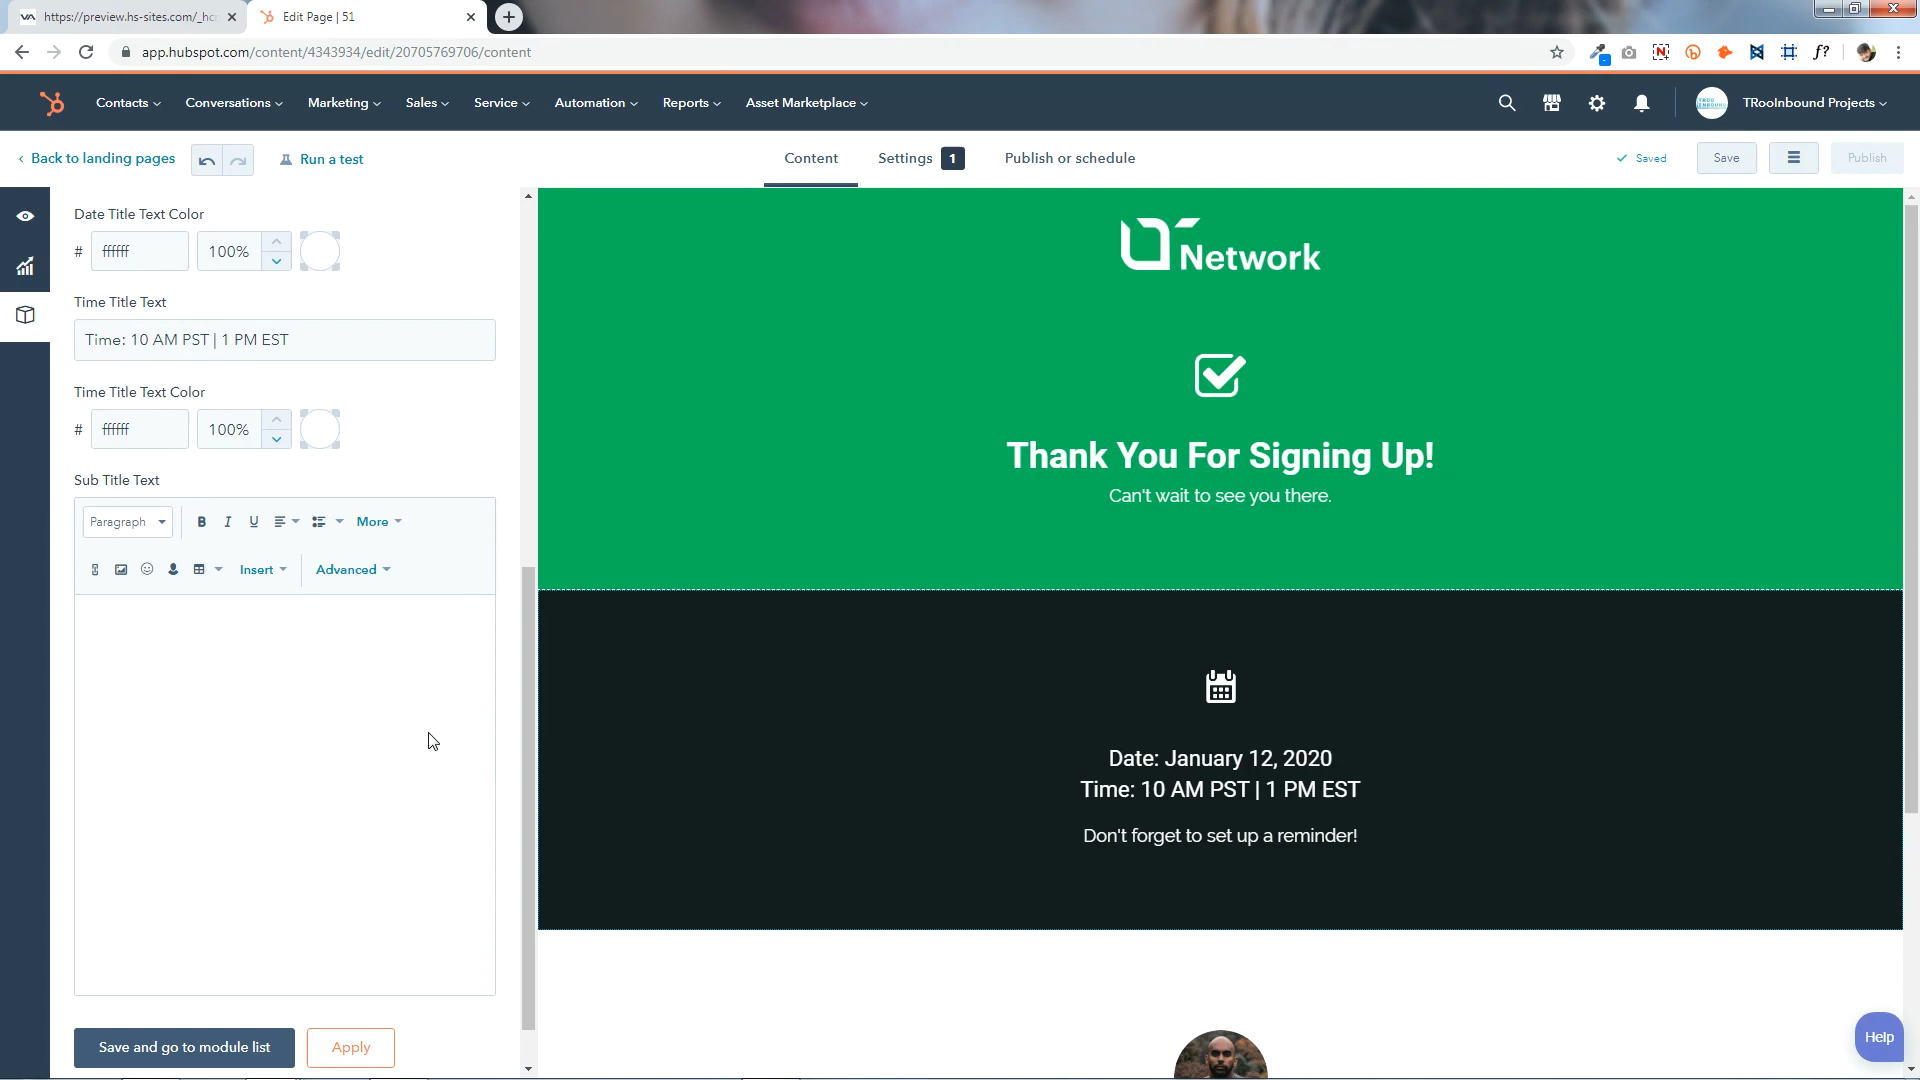 https://preview.hs-sites.com/_hcr
Edit Page | 51
app.hubspot.com/content/4343934/edit/20705769706/content
f?
Contacts
Conversations
Marketing
Sales
Service
Automation
Reports
Asset Marketplace
TRooInbound Projects
Back to landing pages
Run a test
Content
Settings 1
Publish or schedule
Saved
Save
Publish
Date Title Text Color
# ffffff 100%
Time Title Text
Time: 10 AM PST | 1 PM EST
Time Title Text Color
# ffffff 100%
Sub Title Text
Paragraph B I U More
Insert Advanced
Save and go to module list
Apply
Network
Thank You For Signing Up!
Can't wait to see you there.
Date: January 12, 2020
Time: 10 AM PST | 1 PM EST
Don't forget to set up a reminder!
Help